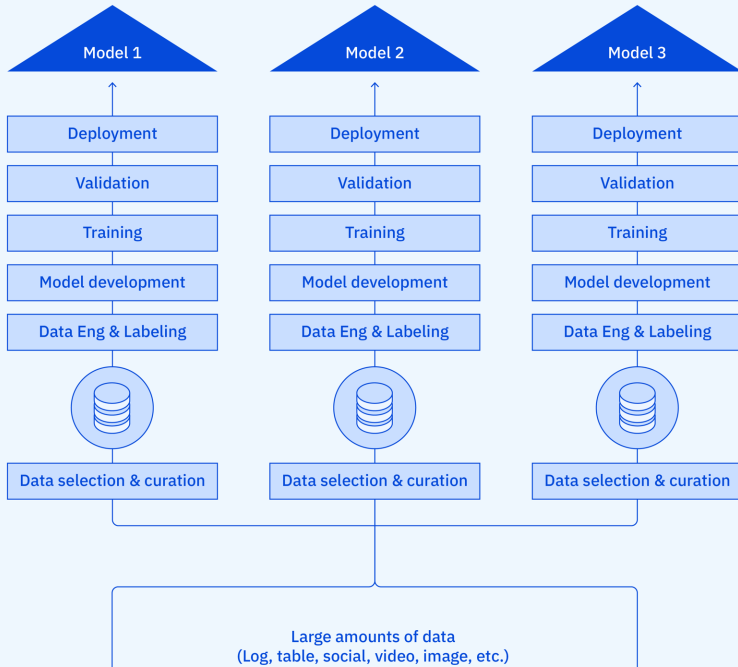 Model 1
Model 2
Model 3
Deployment
Deployment
Deployment
Validation
Validation
Validation
Training
Training
Training
Model development
Model development
Model development
Data Eng & Labeling
Data Eng & Labeling
Data Eng & Labeling
Data selection & curation
Data selection & curation
Data selection & curation
Large amounts of data
(Log, table, social, video, image, etc.)